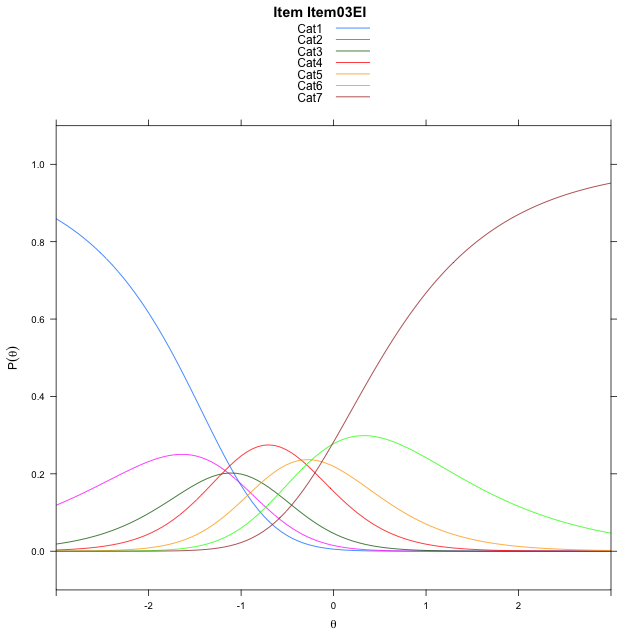 Item Item03EI
Cat1
Cat2
Cat3
Cat4
Cat5
Cat6
Cat7
1.0
0.8
0.6
0.4
0.2
0.0
P(θ)
-2 -1 0 1 2
θ